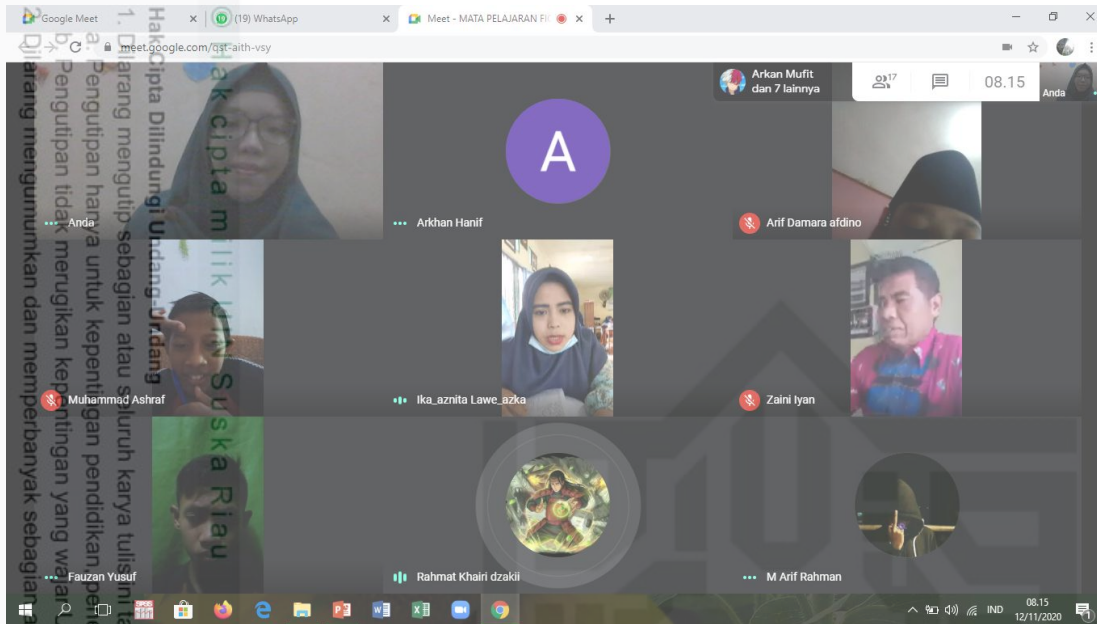 Google Meet
(19) WhatsApp
Meet - MATA PELAJARAN FI
meet.google.com/qst-aith-vsy
Arkan Mufit
dan 7 lainnya
17
08.15
Anda
Anda
A
Arkhan Hanif
Arif Damara afdino
Muhammad Ashraf
Ika_aznita Lawe_azka
Zaini Iyan
Fauzan Yusuf
Rahmat Khairi dzakii
M Arif Rahman
IND
08.15
12/11/2020
Hak cipta milik UIN Suska Riau
Hak Cipta Dilindungi Undang-Undang
1. Dilarang mengutip sebagian atau seluruh karya tulis ini ta
a. Pengutipan hanya untuk kepentingan pendidikan, pene
b. Pengutipan tidak merugikan kepentingan yang wajar U
2. Dilarang mengumumkan dan memperbanyak sebagian a